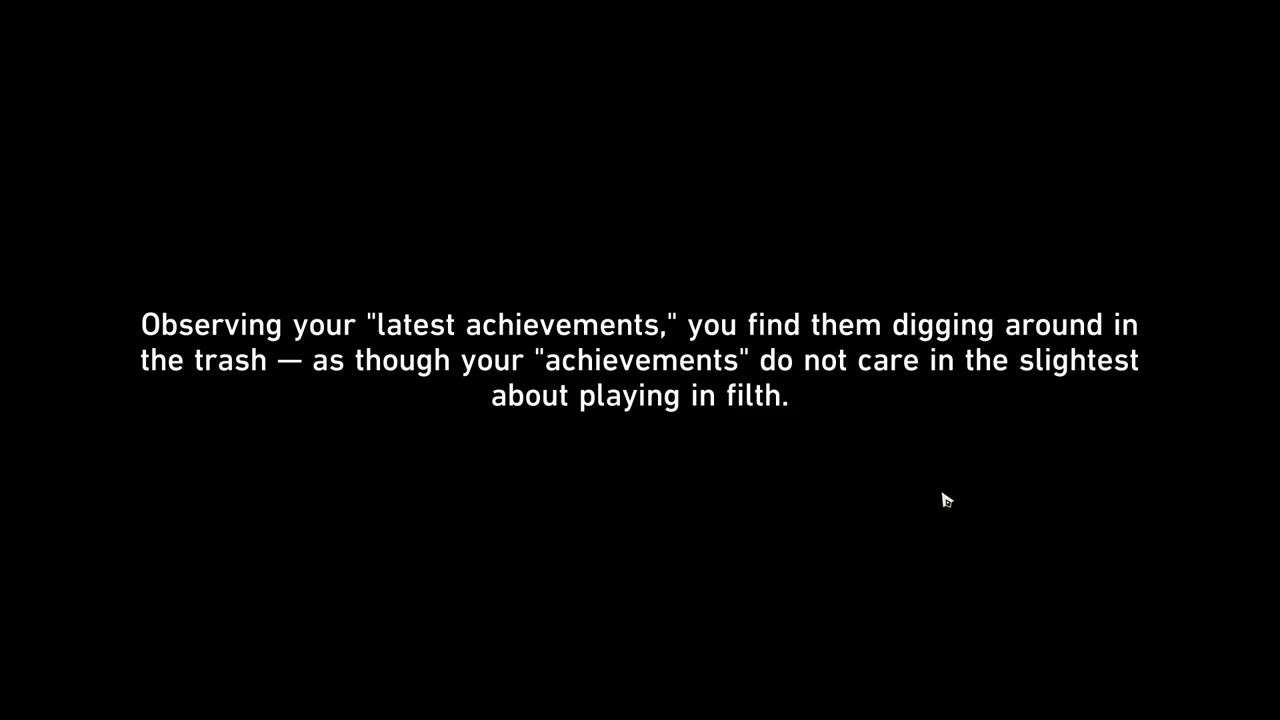 Observing your "latest achievements," you find them digging around in
the trash — as though your "achievements" do not care in the slightest
about playing in filth.